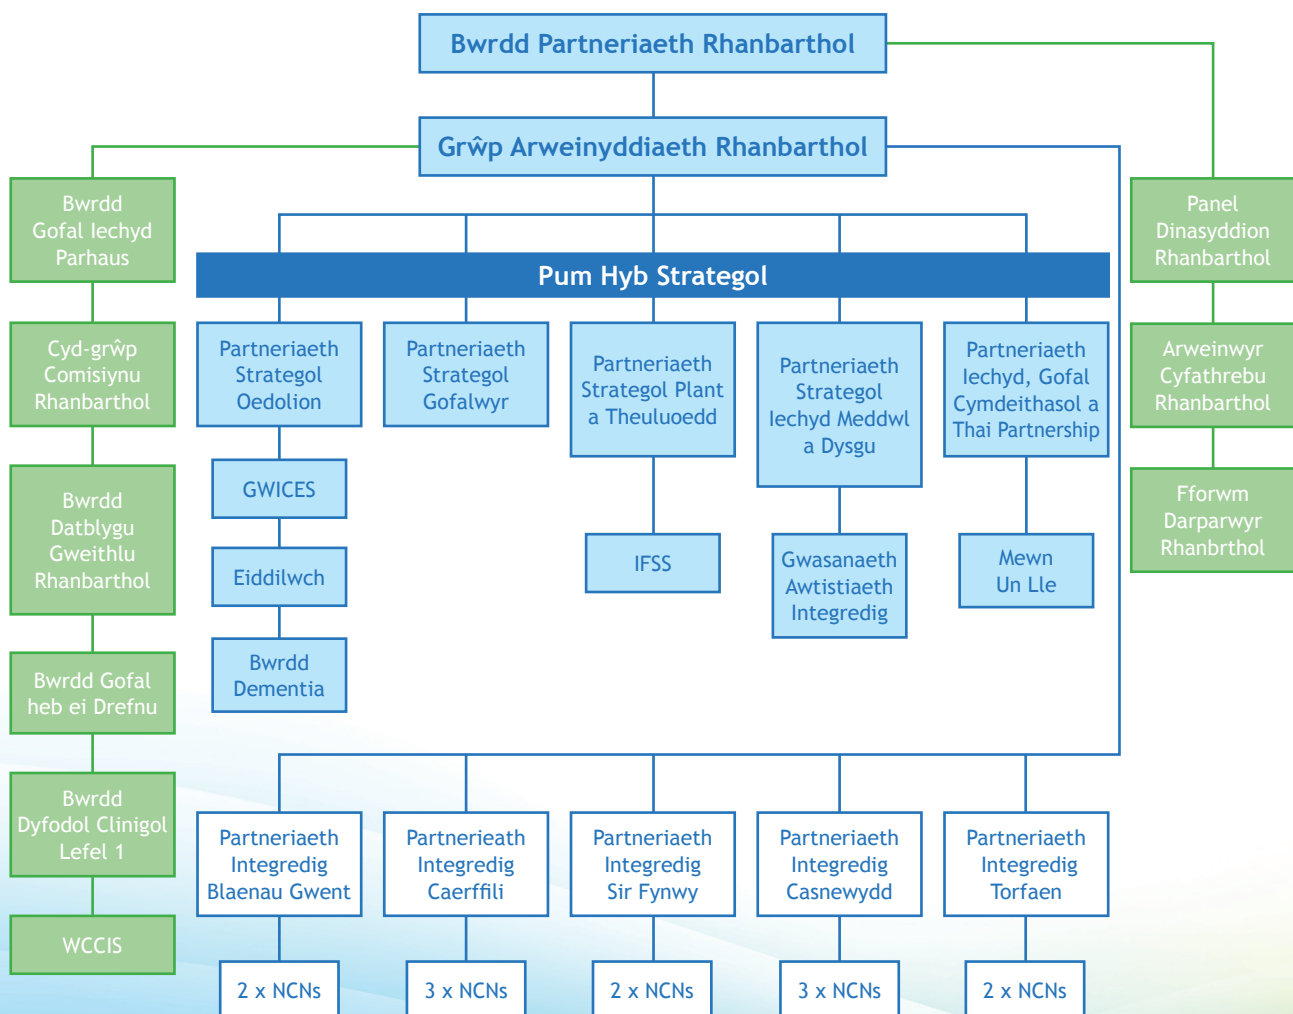 Bwrdd Partneriaeth Rhanbarthol
Grŵp Arweinyddiaeth Rhanbarthol
Bwrdd
Gofal Iechyd
Parhaus
Cyd-grŵp
Comisiynu
Rhanbarthol
Bwrdd
Datblygu
Gweithlu
Rhanbarthol
Bwrdd Gofal
heb ei Drefnu
Bwrdd
Dyfodol Clinigol
Lefel 1
WCCIS
Pum Hyb Strategol
Partneriaeth
Strategol
Oedolion
GWICES
Eiddilwch
Bwrdd
Dementia
Partneriaeth
Strategol
Gofalwyr
Partneriaeth
Strategol Plant
a Theuluoedd
IFSS
Partneriaeth
Strategol
Iechyd Meddwl
a Dysgu
Gwasanaeth
Awtistiaeth
Integredig
Partneriaeth
Iechyd, Gofal
Cymdeithasol a
Thai Partnership
Mewn
Un Lle
Panel
Dinasyddion
Rhanbarthol
Arweinwyr
Cyfathrebu
Rhanbarthol
Fforwm
Darparwyr
Rhanbrthol
Partneriaeth
Integredig
Blaenau Gwent
2 x NCNs
Partnerieath
Integredig
Caerffili
3 x NCNs
Partneriaeth
Integredig
Sir Fynwy
2 x NCNs
Partneriaeth
Integredig
Casnewydd
3 x NCNs
Partneriaeth
Integredig
Torfaen
2 x NCNs